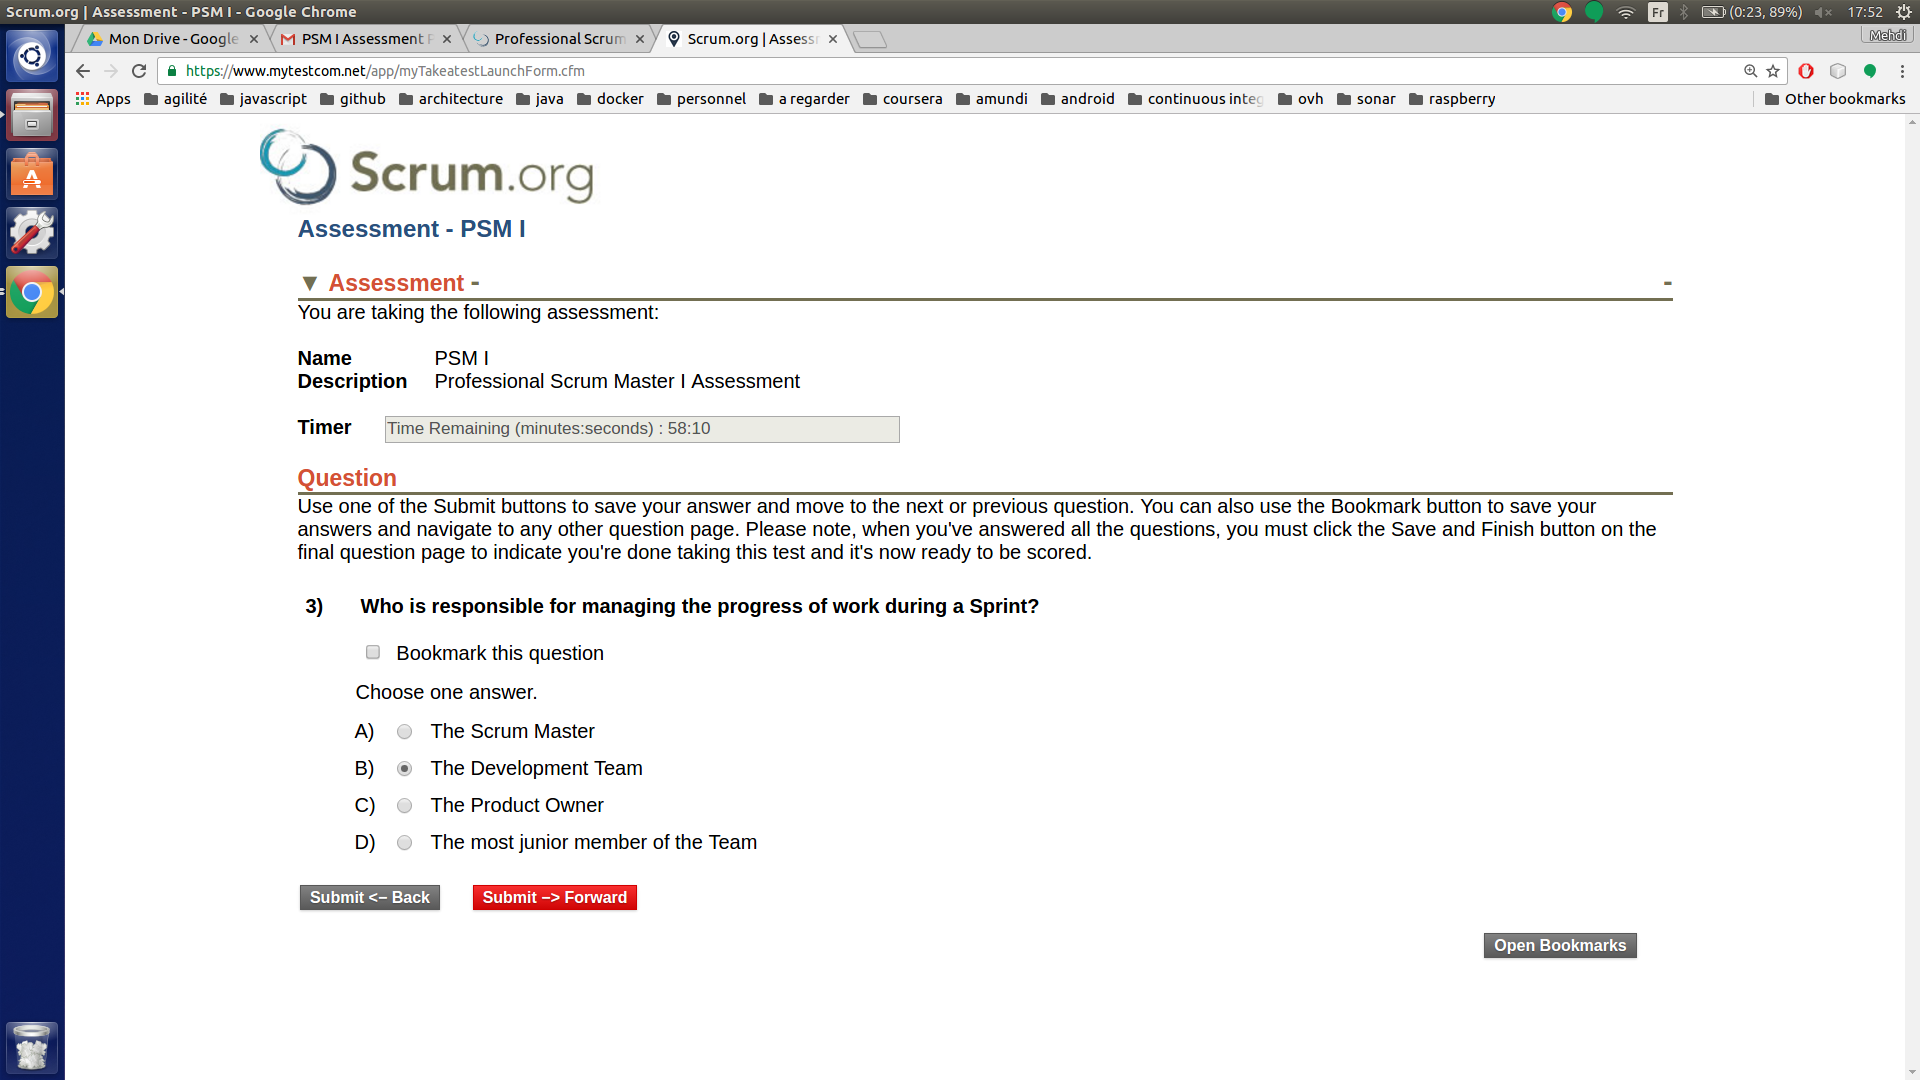 Scrum.org | Assessment - PSM I - Google Chrome
Fr
(0:23, 89%)
17:52
Mon Drive - Google
PSM I Assessment P
Professional Scrum
Scrum.org | Assess
Mehdi
https://www.mytestcom.net/app/myTakeatestLaunchForm.cfm
Apps
agilité
javascript
github
architecture
java
docker
personnel
a regarder
coursera
amundi
android
continuous integ
ovh
sonar
raspberry
Other bookmarks
Scrum.org
Assessment - PSM I
▼ Assessment - -
You are taking the following assessment:
Name PSM I
Description Professional Scrum Master I Assessment
Timer Time Remaining (minutes:seconds) : 58:10
Question
Use one of the Submit buttons to save your answer and move to the next or previous question. You can also use the Bookmark button to save your
answers and navigate to any other question page. Please note, when you've answered all the questions, you must click the Save and Finish button on the
final question page to indicate you're done taking this test and it's now ready to be scored.
3) Who is responsible for managing the progress of work during a Sprint?
Bookmark this question
Choose one answer.
A) The Scrum Master
B) The Development Team
C) The Product Owner
D) The most junior member of the Team
Submit <– Back
Submit –> Forward
Open Bookmarks